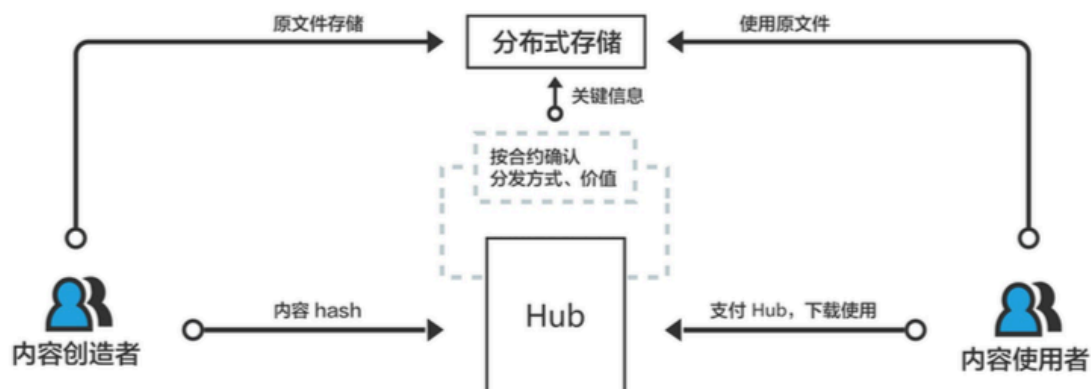 原文件存储
分布式存储
使用原文件
关键信息
按合约确认
分发方式、价值
内容 hash
Hub
支付 Hub，下载使用
内容创造者
内容使用者